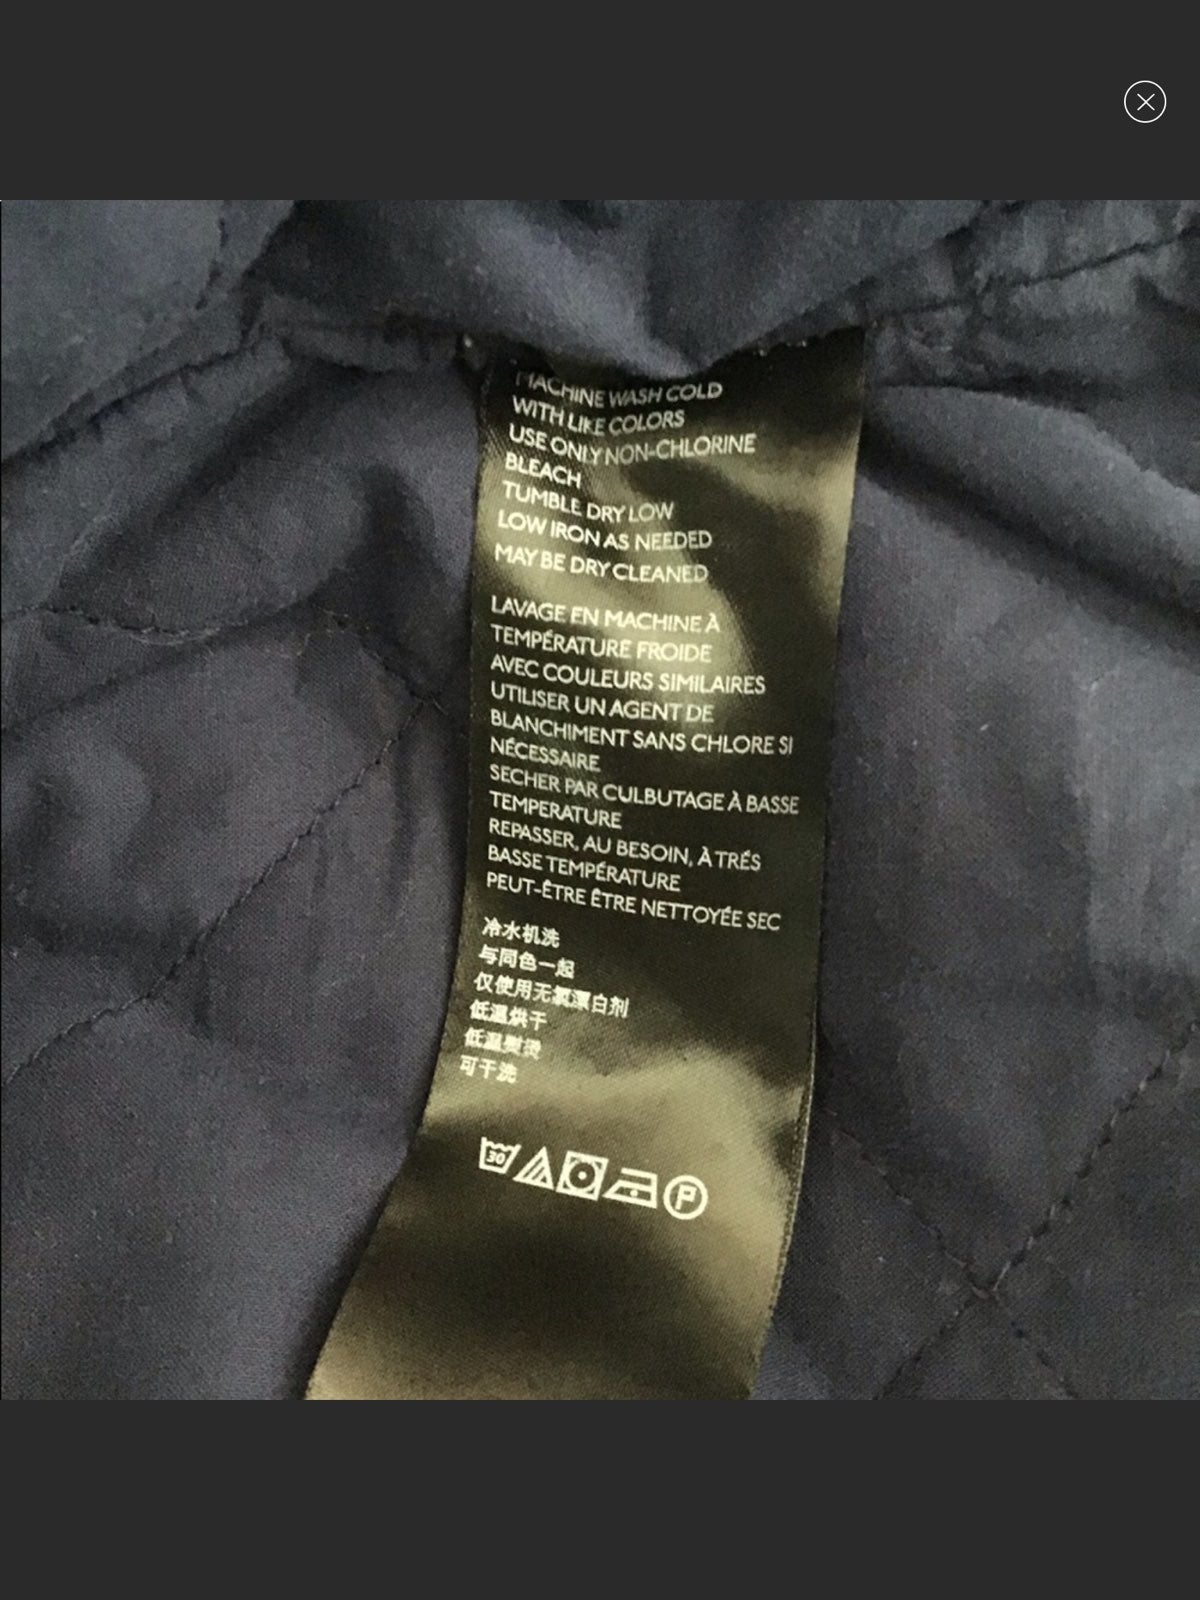 MACHINE WASH COLD
WITH LIKE COLORS
USE ONLY NON-CHLORINE
BLEACH
TUMBLE DRY LOW
LOW IRON AS NEEDED
MAY BE DRY CLEANED
LAVAGE EN MACHINE À
TEMPÉRATURE FROIDE
AVEC COULEURS SIMILAIRES
UTILISER UN AGENT DE
BLANCHIMENT SANS CHLORE SI
NÉCESSAIRE
SECHER PAR CULBUTAGE À BASSE
TEMPERATURE
REPASSER, AU BESOIN, À TRÉS
BASSE TEMPÉRATURE
PEUT-ÊTRE ÊTRE NETTOYÉE SEC
冷水机洗
与同色一起
仅使用无氯漂白剂
低温烘干
低温熨烫
可干洗
30 P